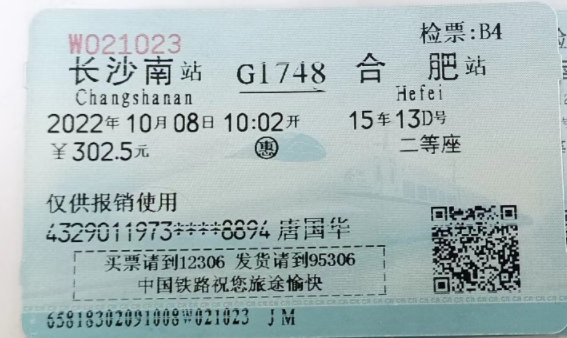 W021023 检票:B4
长沙南站 G1748 合肥站
Changshanan Hefei
2022年10月08日10:02开 15车13D号
￥302.5元 惠 二等座
仅供报销使用
4329011973****8894 唐国华
买票请到12306 发货请到95306
中国铁路祝您旅途愉快
65818302091008W021023 JM